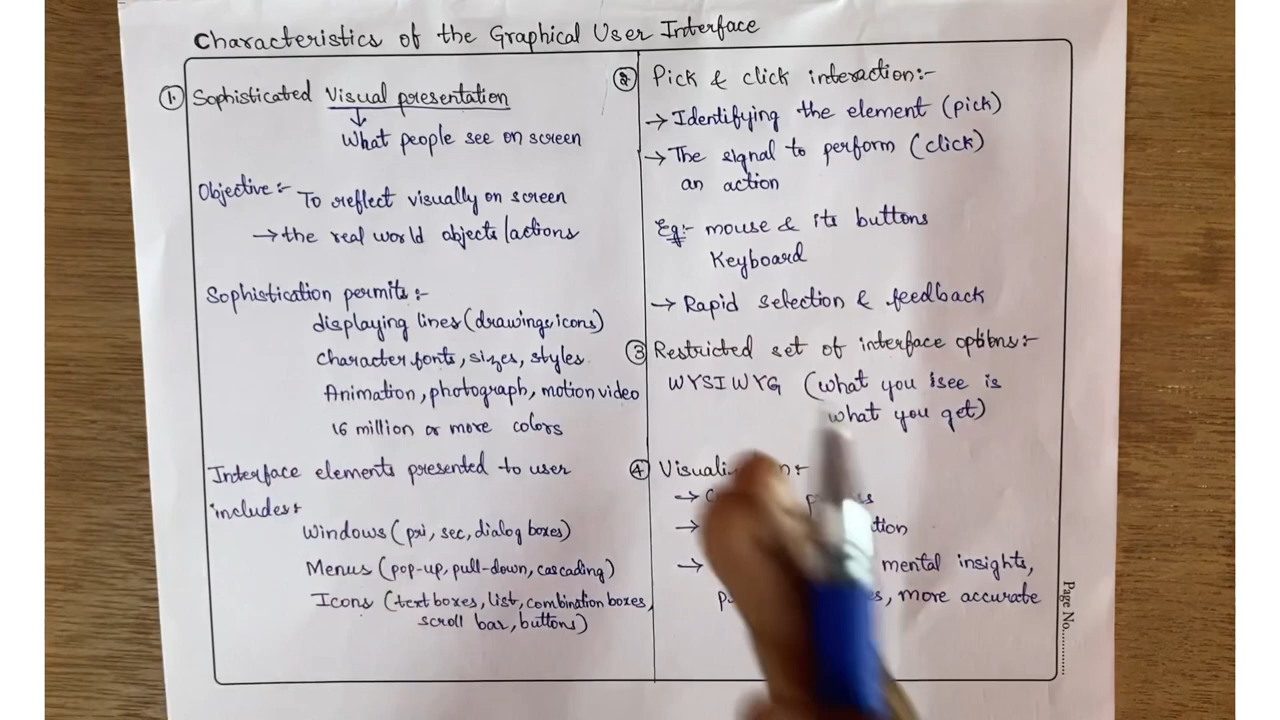 Characteristics of the Graphical User Interface
1. Sophisticated Visual presentation
What people see on screen
Objective:- To reflect visually on screen
→ the real world objects/actions
Sophistication permits:-
displaying lines (drawing&icons)
character fonts, sizes, styles
Animation, photograph, motion video
16 million or more colors
Interface elements presented to user
includes:
Windows (pri, sec, dialog boxes)
Menus (pop-up, pull-down, cascading)
Icons (text boxes, list, combination boxes,
scroll bar, buttons)
2 Pick & click interaction:-
→ Identifying the element (pick)
→ The signal to perform (click)
an action
Eg:- mouse & its buttons
Keyboard
→ Rapid selection & feedback
3 Restricted set of interface options:-
WYSIWYG (what you see is
what you get)
4
→
→
→ mental insights,
more accurate
Page No.............